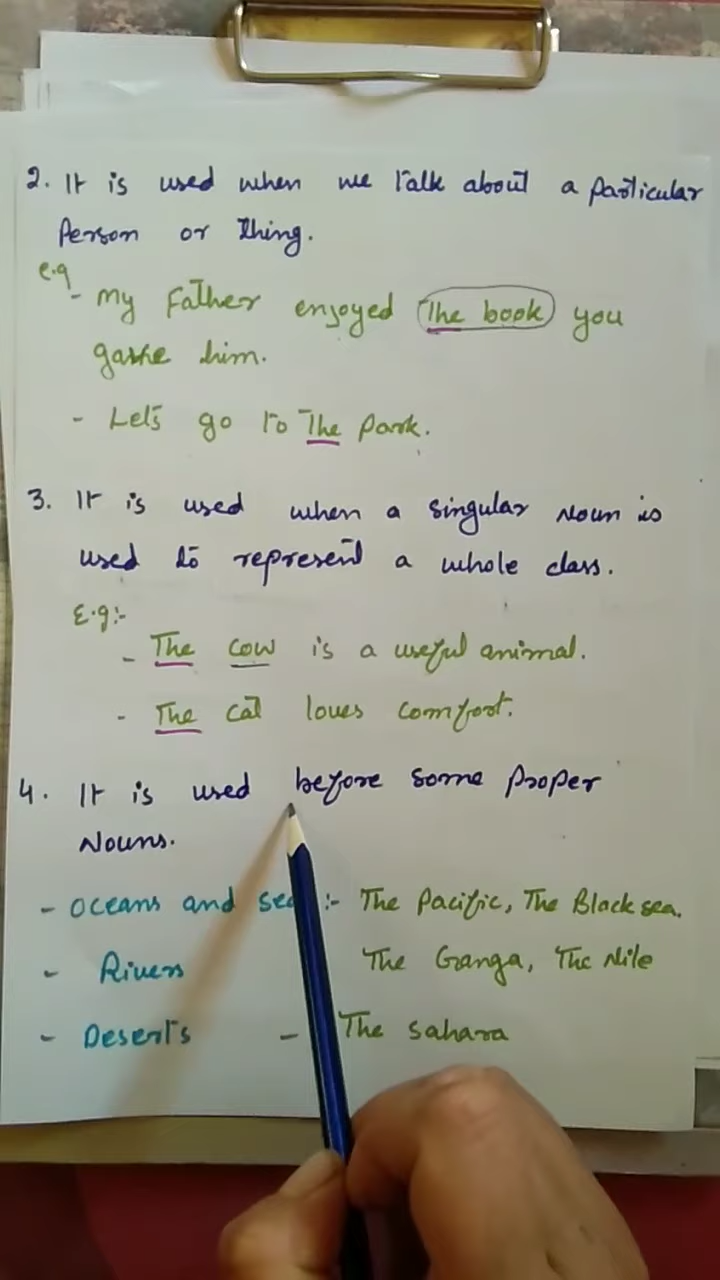 2. It is used when we talk about a particular
Person or thing.
e.g
- My Father enjoyed the book you
gave him.
- Let's go to The Park.
3. It is used when a singular Noun is
used to represent a whole class.
E.g:-
- The cow is a useful animal.
- The cat loves comfort.
4. It is used before some proper
Nouns.
- Oceans and sea :- The Pacific, The Black sea.
- Rivers The Ganga, The Nile
- Deserts - The Sahara